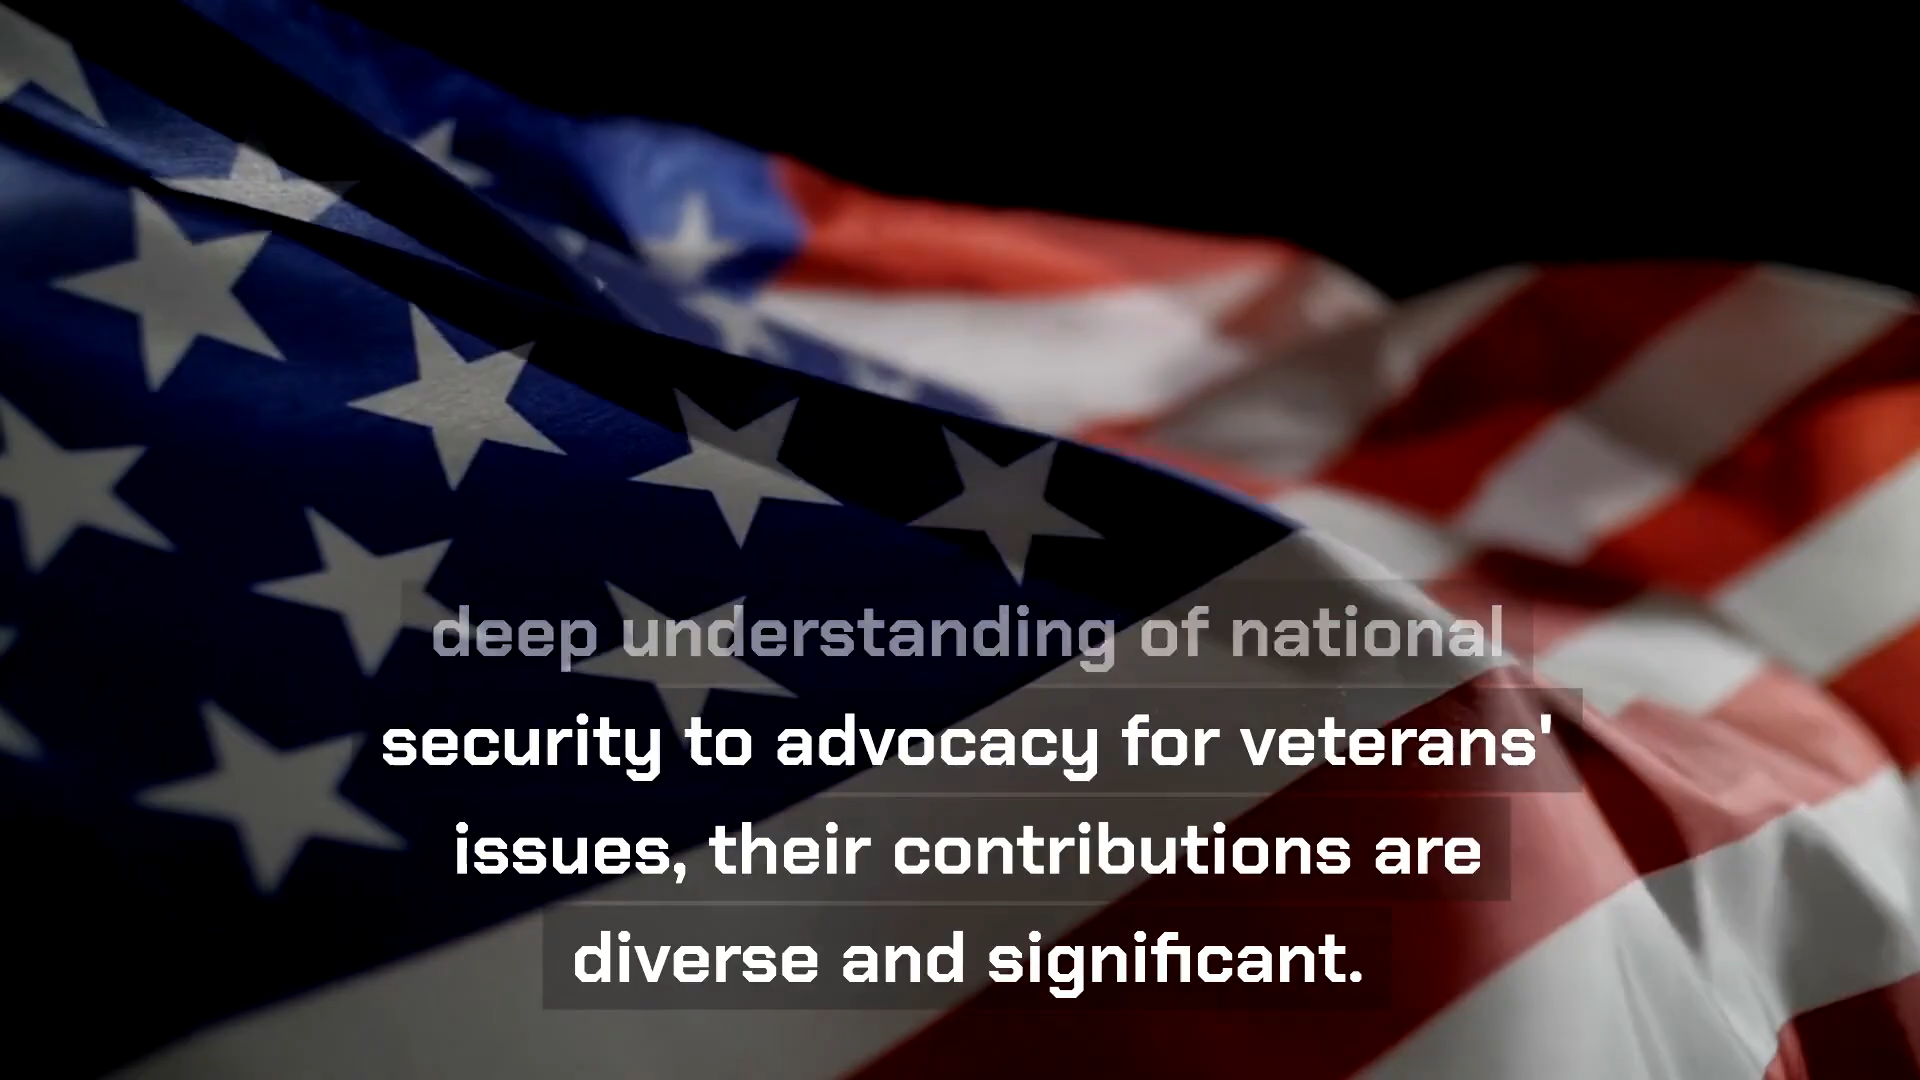 deep understanding of national
security to advocacy for veterans'
issues, their contributions are
diverse and significant.